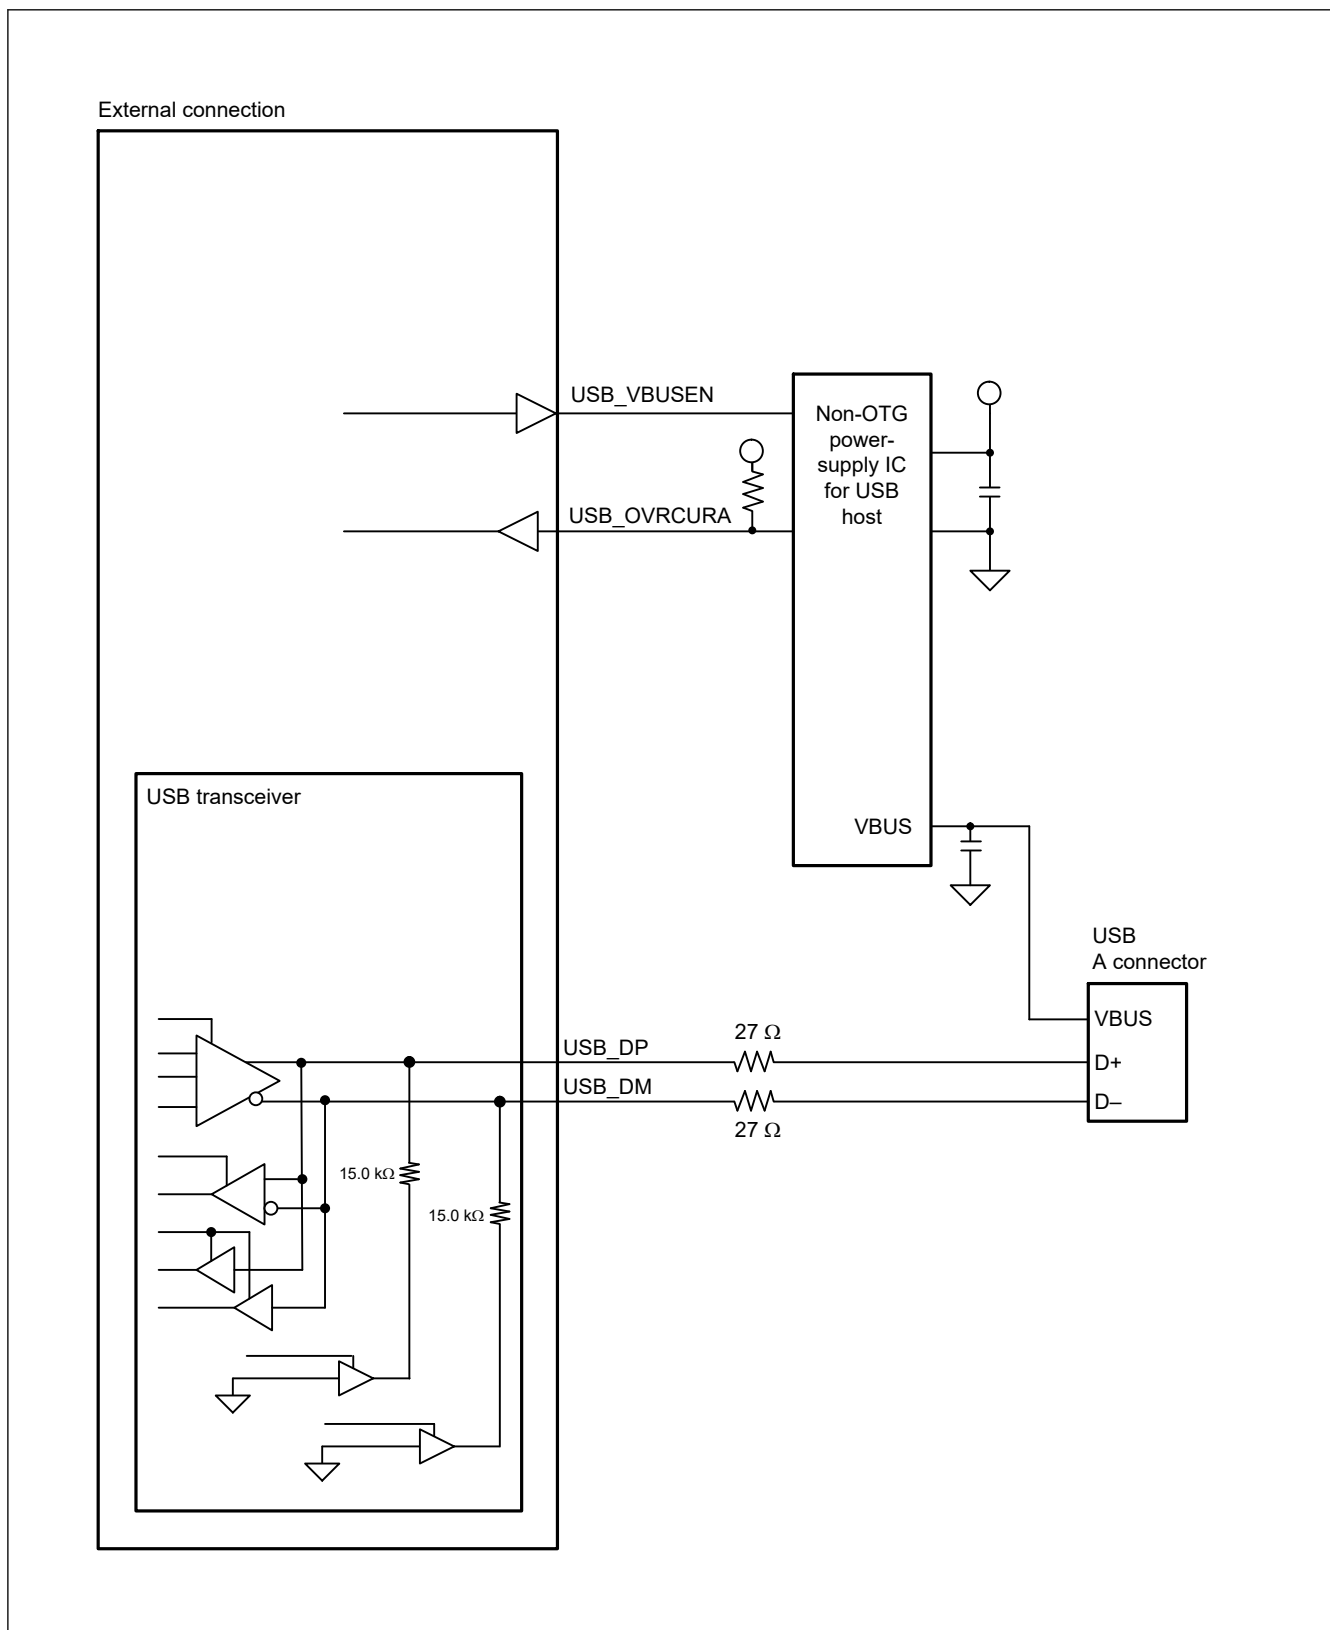 External connection
USB_VBUSEN
Non-OTG
power-
supply IC
for USB
host
USB_OVRCURA
USB transceiver
VBUS
USB
A connector
VBUS
27 Ω
USB_DP
D+
USB_DM
D–
27 Ω
15.0 kΩ
15.0 kΩ